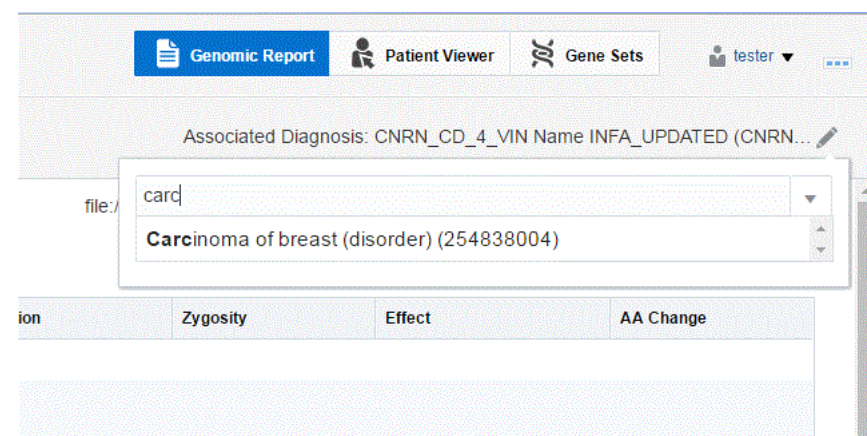 Genomic Report Patient Viewer Gene Sets tester
Associated Diagnosis: CNRN_CD_4_VIN Name INFA_UPDATED (CNRN...
file:/
carc
Carcinoma of breast (disorder) (254838004)
ion Zygosity Effect AA Change